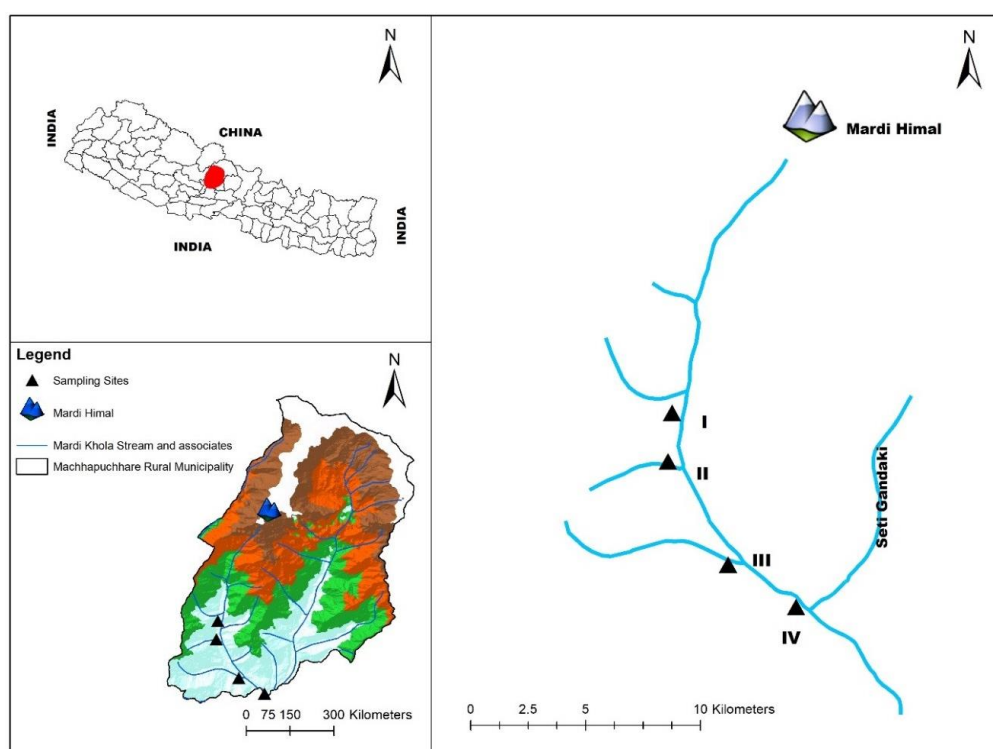 N
CHINA
INDIA
INDIA
INDIA
Legend
Sampling Sites
Mardi Himal
Mardi Khola Stream and associates
Machhapuchhare Rural Municipality
N
0 75 150 300 Kilometers
N
Mardi Himal
I
II
Seti Gandaki
III
IV
0 2.5 5 10 Kilometers